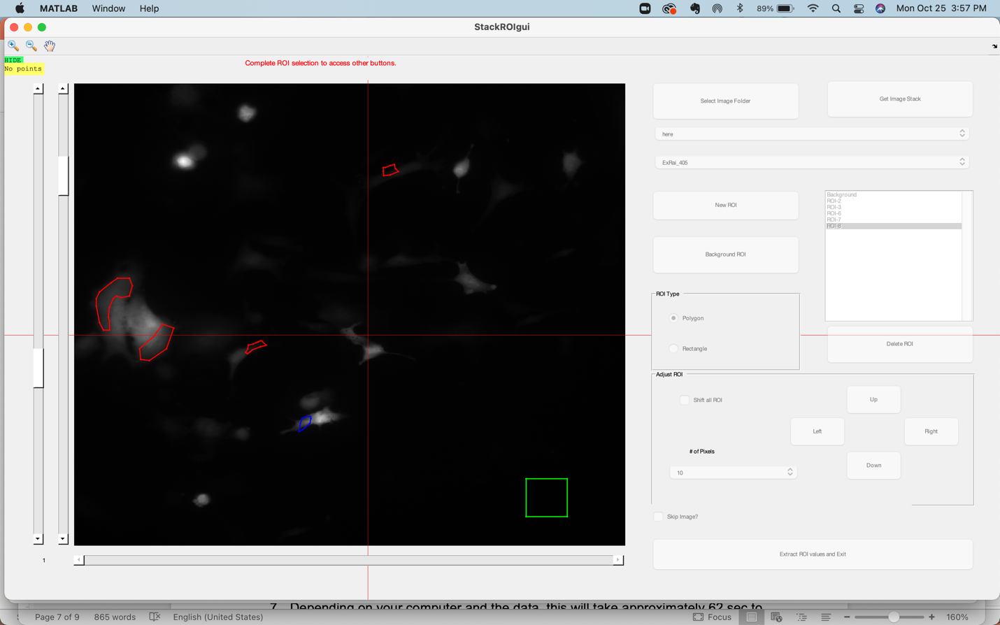 MATLAB Window Help 89% Mon Oct 25 3:57 PM
StackROIgui
HIDE
No points
Complete ROI selection to access other buttons.
Select Image Folder
Get Image Stack
here
ExRai_405
New ROI
Background ROI
Background
ROI-2
ROI-3
ROI-6
ROI-7
ROI-8
ROI Type
Polygon
Rectangle
Delete ROI
Adjust ROI
Shift all ROI
Up
Left
Right
# of Pixels
Down
10
Skip Image?
1
Extract ROI values and Exit
7. Depending on your computer and the data, this will take approximately 62 sec to
Page 7 of 9 865 words English (United States) Focus 160%